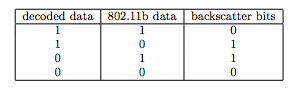 decoded data 802.11b data backscatter bits
1 1 0
1 0 1
0 1 1
0 0 0